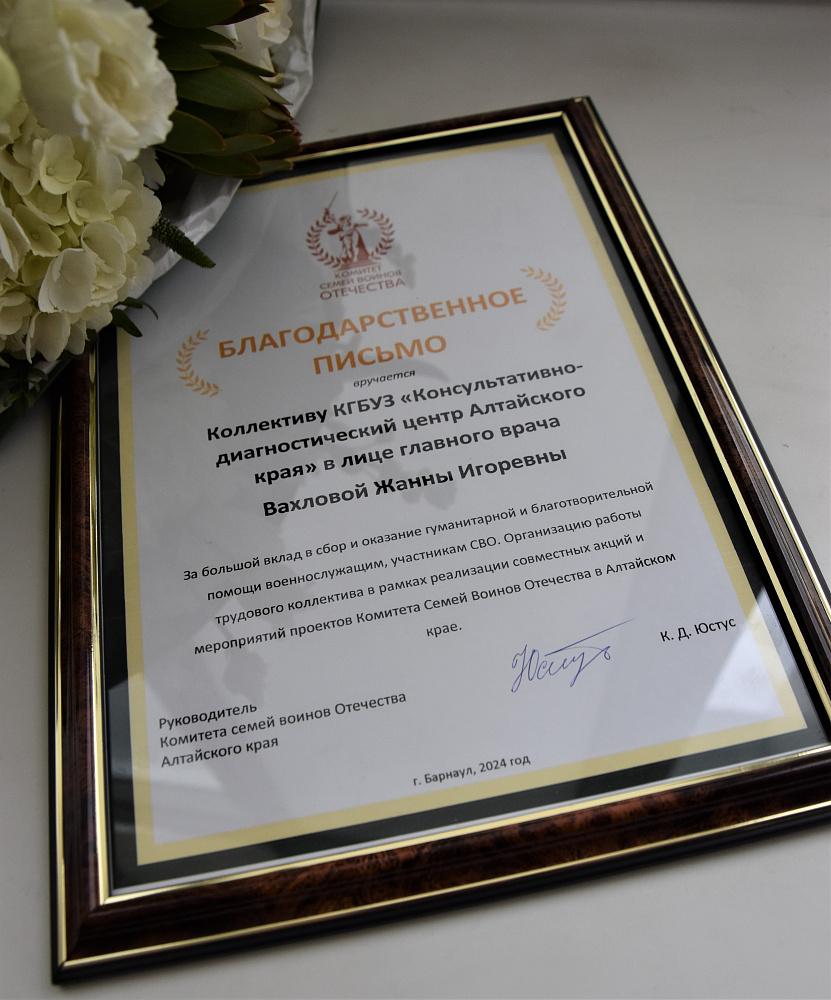 КОМИТЕТ
СЕМЕЙ ВОИНОВ
ОТЕЧЕСТВА
БЛАГОДАРСТВЕННОЕ
ПИСЬМО
вручается
Коллективу КГБУЗ «Консультативно-
диагностический центр Алтайского
края» в лице главного врача
Вахловой Жанны Игоревны
За большой вклад в сбор и оказание гуманитарной и благотворительной
помощи военнослужащим, участникам СВО. Организацию работы
трудового коллектива в рамках реализации совместных акций и
мероприятий проектов Комитета Семей Воинов Отечества в Алтайском
крае.
К. Д. Юстус
Руководитель
Комитета семей воинов Отечества
Алтайского края
г. Барнаул, 2024 год